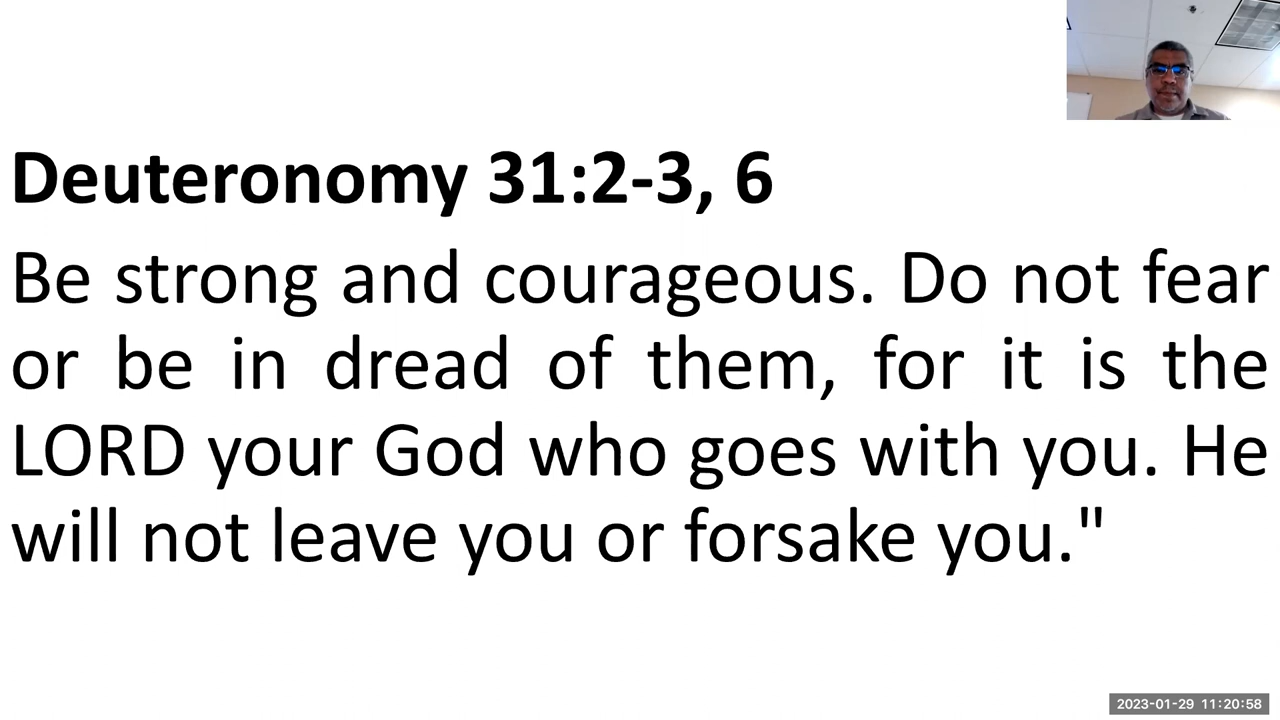 Deuteronomy 31:2-3, 6
Be strong and courageous. Do not fear
or be in dread of them, for it is the
LORD your God who goes with you. He
will not leave you or forsake you."
2023-01-29 11:20:58